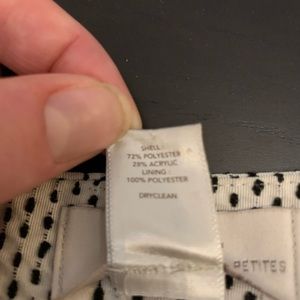 SHELL:
72% POLYESTER
28% ACRYLIC
LINING:
100% POLYESTER
DRYCLEAN
PETITES